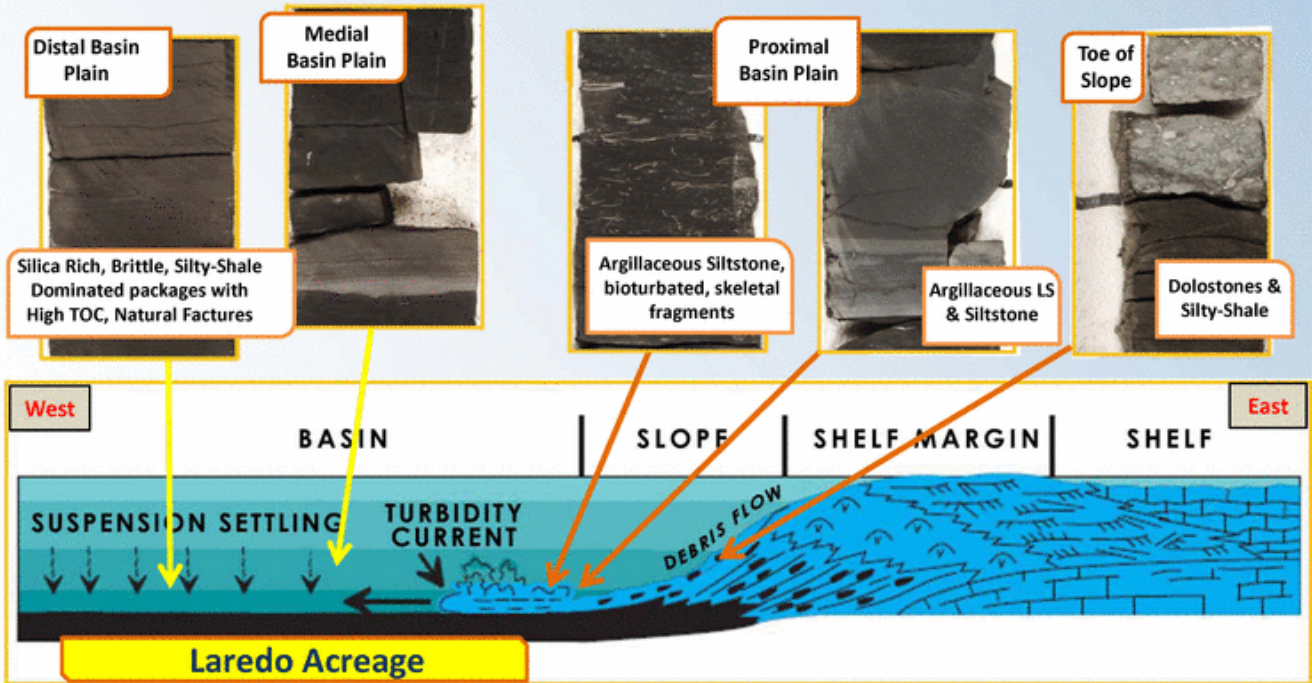 Distal Basin
Plain
Medial
Basin Plain
Proximal
Basin Plain
Toe of
Slope
Silica Rich, Brittle, Silty-Shale
Dominated packages with
High TOC, Natural Factures
Argillaceous Siltstone,
bioturbated, skeletal
fragments
Argillaceous LS
& Siltstone
Dolostones &
Silty-Shale
West
East
BASIN
SLOPE
SHELF MARGIN
SHELF
SUSPENSION SETTLING
TURBIDITY
CURRENT
DEBRIS FLOW
Laredo Acreage